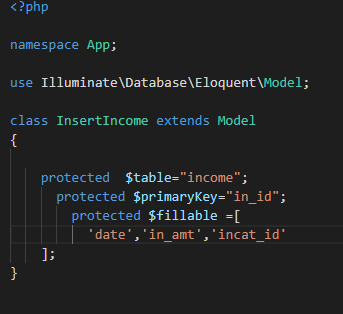 <?php
namespace App;
use Illuminate\Database\Eloquent\Model;
class InsertIncome extends Model
{
protected  $table="income";
protected $primaryKey="in_id";
protected $fillable =[
'date','in_amt','incat_id'
];
}